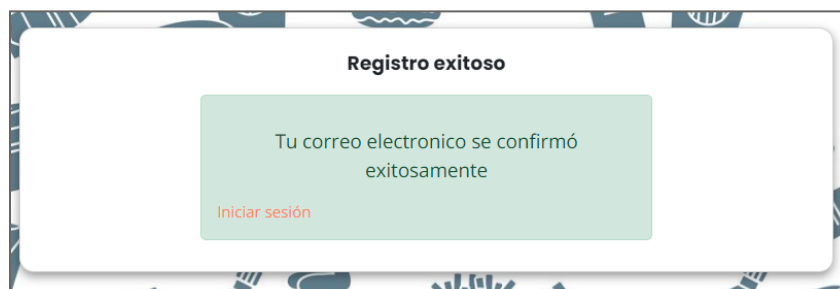 Registro exitoso
Tu correo electronico se confirmó
exitosamente
Iniciar sesión